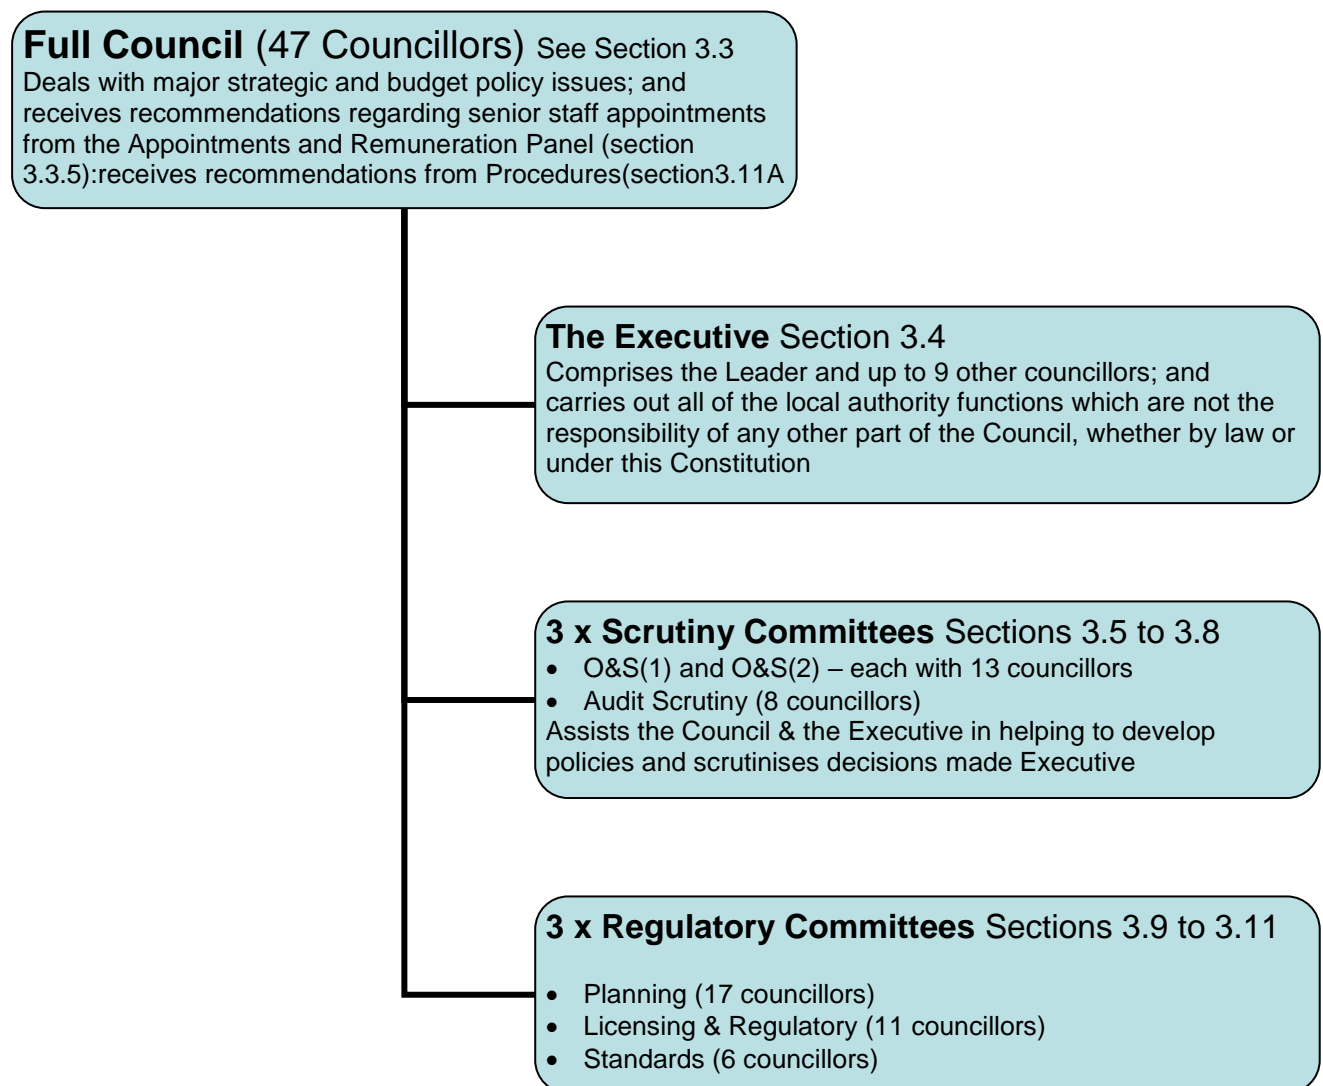 Full Council (47 Councillors) See Section 3.3
Deals with major strategic and budget policy issues; and
receives recommendations regarding senior staff appointments
from the Appointments and Remuneration Panel (section
3.3.5):receives recommendations from Procedures(section3.11A
The Executive Section 3.4
Comprises the Leader and up to 9 other councillors; and
carries out all of the local authority functions which are not the
responsibility of any other part of the Council, whether by law or
under this Constitution
3 x Scrutiny Committees Sections 3.5 to 3.8
• O&S(1) and O&S(2) – each with 13 councillors
• Audit Scrutiny (8 councillors)
Assists the Council & the Executive in helping to develop
policies and scrutinises decisions made Executive
3 x Regulatory Committees Sections 3.9 to 3.11
• Planning (17 councillors)
• Licensing & Regulatory (11 councillors)
• Standards (6 councillors)